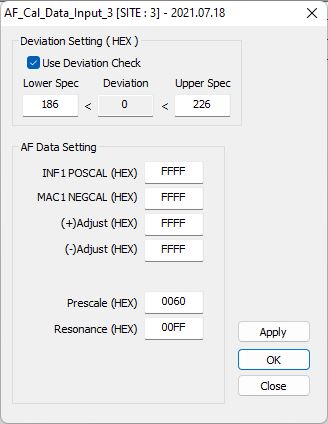 AF_Cal_Data_Input_3 [SITE : 3] - 2021.07.18
Deviation Setting ( HEX )
Use Deviation Check
Lower Spec Deviation Upper Spec
186 < 0 < 226
AF Data Setting
INF1 POSCAL (HEX) FFFF
MAC1 NEGCAL (HEX) FFFF
(+)Adjust (HEX) FFFF
(-)Adjust (HEX) FFFF
Prescale (HEX) 0060
Resonance (HEX) 00FF
Apply
OK
Close